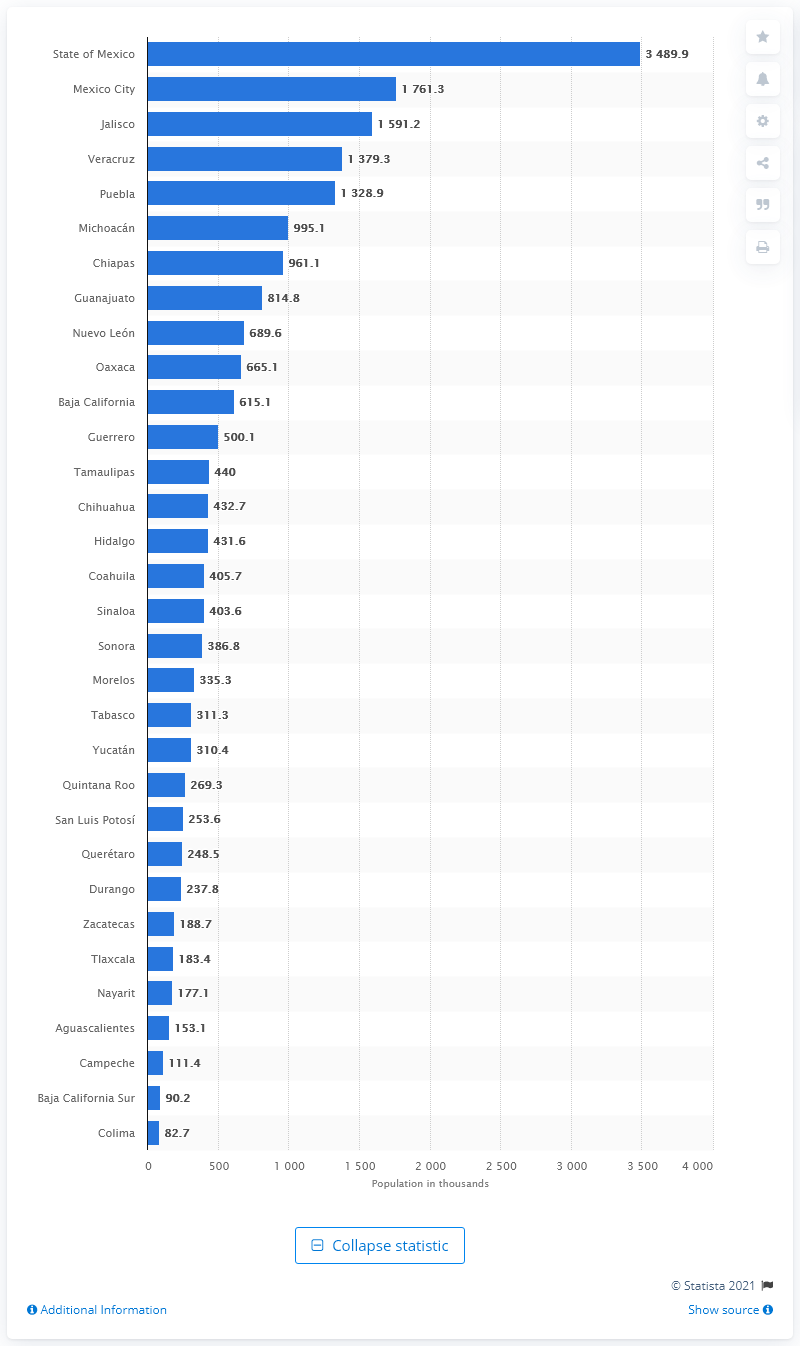 State of Mexico 3 489.9
Mexico City 1 761.3
Jalisco 1 591.2
Veracruz 1 379.3
Puebla 1 328.9
Michoacán 995.1
Chiapas 961.1
Guanajuato 814.8
Nuevo León 689.6
Oaxaca 665.1
Baja California 615.1
Guerrero 500.1
Tamaulipas 440
Chihuahua 432.7
Hidalgo 431.6
Coahuila 405.7
Sinaloa 403.6
Sonora 386.8
Morelos 335.3
Tabasco 311.3
Yucatán 310.4
Quintana Roo 269.3
San Luis Potosí 253.6
Querétaro 248.5
Durango 237.8
Zacatecas 188.7
Tlaxcala 183.4
Nayarit 177.1
Aguascalientes 153.1
Campeche 111.4
Baja California Sur 90.2
Colima 82.7
0 500 1 000 1 500 2 000 2 500 3 000 3 500 4 000
Population in thousands
Collapse statistic
© Statista 2021
Additional Information Show source